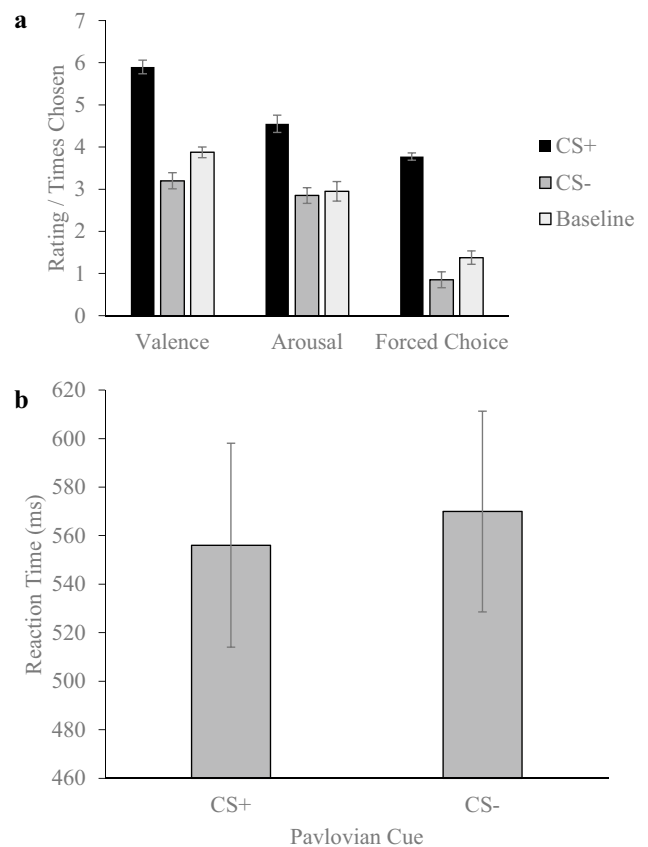 a
7
6
5
4
3
2
1
0
Rating / Times Chosen
Valence Arousal Forced Choice
CS+
CS-
Baseline
b
620
600
580
560
540
520
500
480
460
Reaction Time (ms)
CS+ CS-
Pavlovian Cue